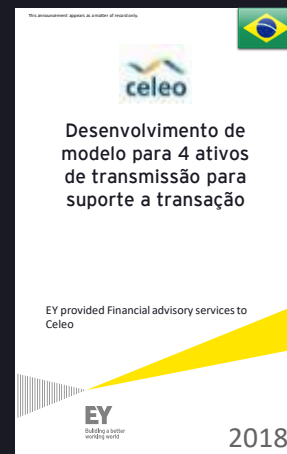 This announcement appears as a matter of record only.
celeo
Desenvolvimento de
modelo para 4 ativos
de transmissão para
suporte a transação
EY provided Financial advisory services to
Celeo
EY
Building a better
working world
2018